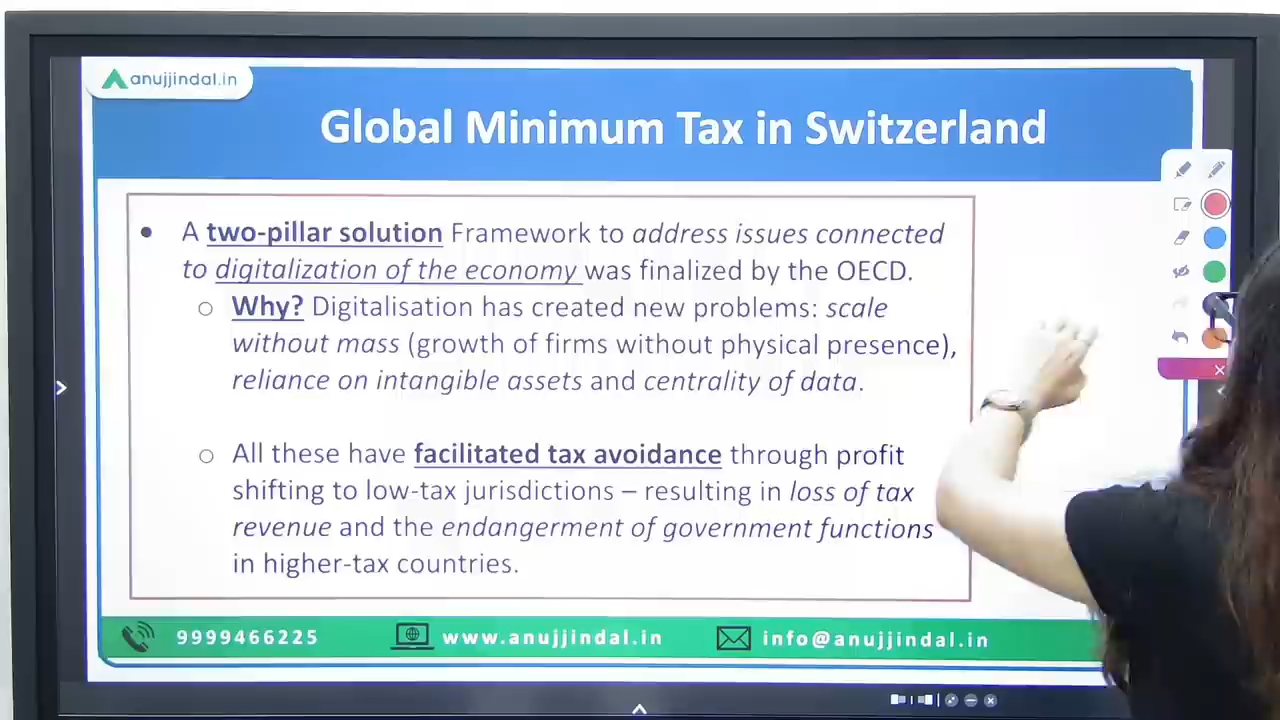 anujjindal.in
Global Minimum Tax in Switzerland
• A two-pillar solution Framework to address issues connected
to digitalization of the economy was finalized by the OECD.
o Why? Digitalisation has created new problems: scale
without mass (growth of firms without physical presence),
reliance on intangible assets and centrality of data.
o All these have facilitated tax avoidance through profit
shifting to low-tax jurisdictions – resulting in loss of tax
revenue and the endangerment of government functions
in higher-tax countries.
9999466225 www.anujjindal.in info@anujjindal.in